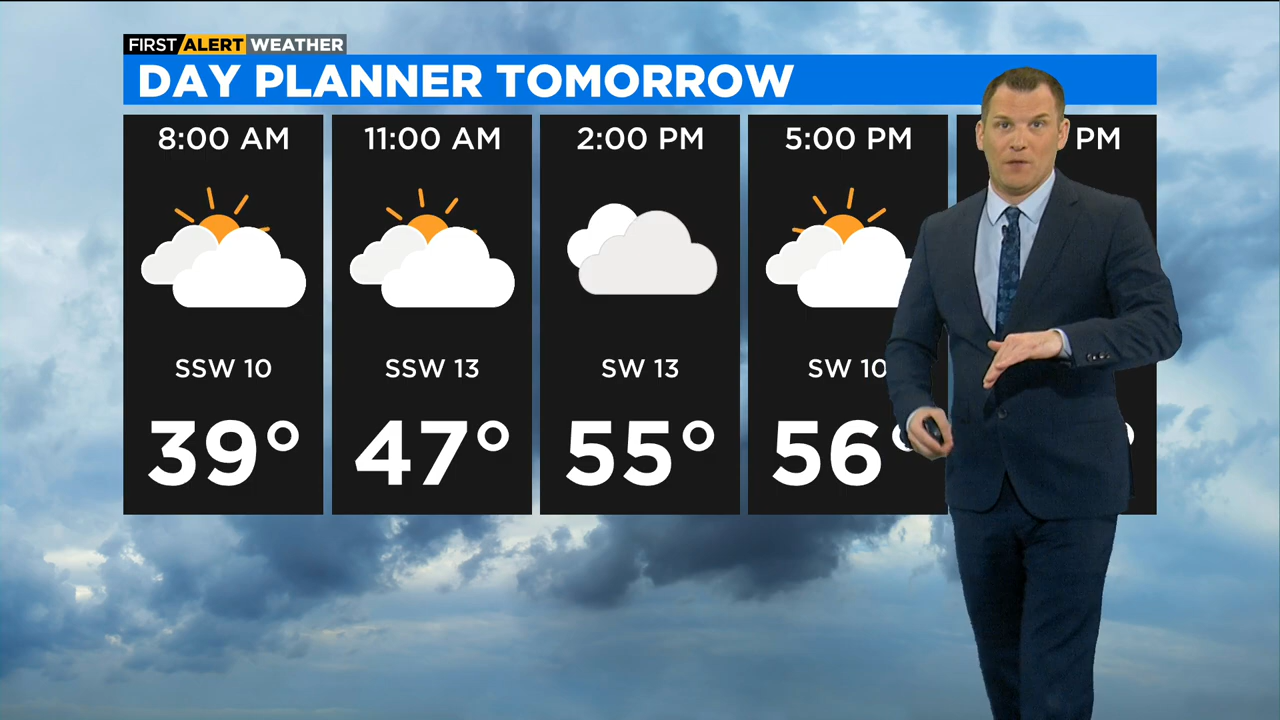 FIRST ALERT WEATHER
DAY PLANNER TOMORROW
8:00 AM
11:00 AM
2:00 PM
5:00 PM
PM
SSW 10
SSW 13
SW 13
SW 10
39°
47°
55°
56°